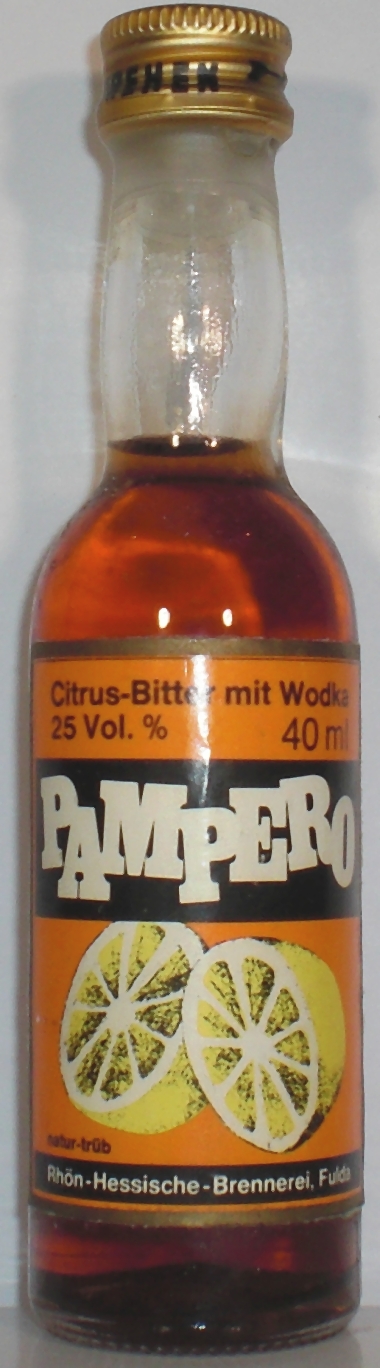 Citrus-Bitter mit Wodka
25 Vol. % 40 ml
PAMPERO
natur-trüb
Rhön-Hessische-Brennerei, Fulda